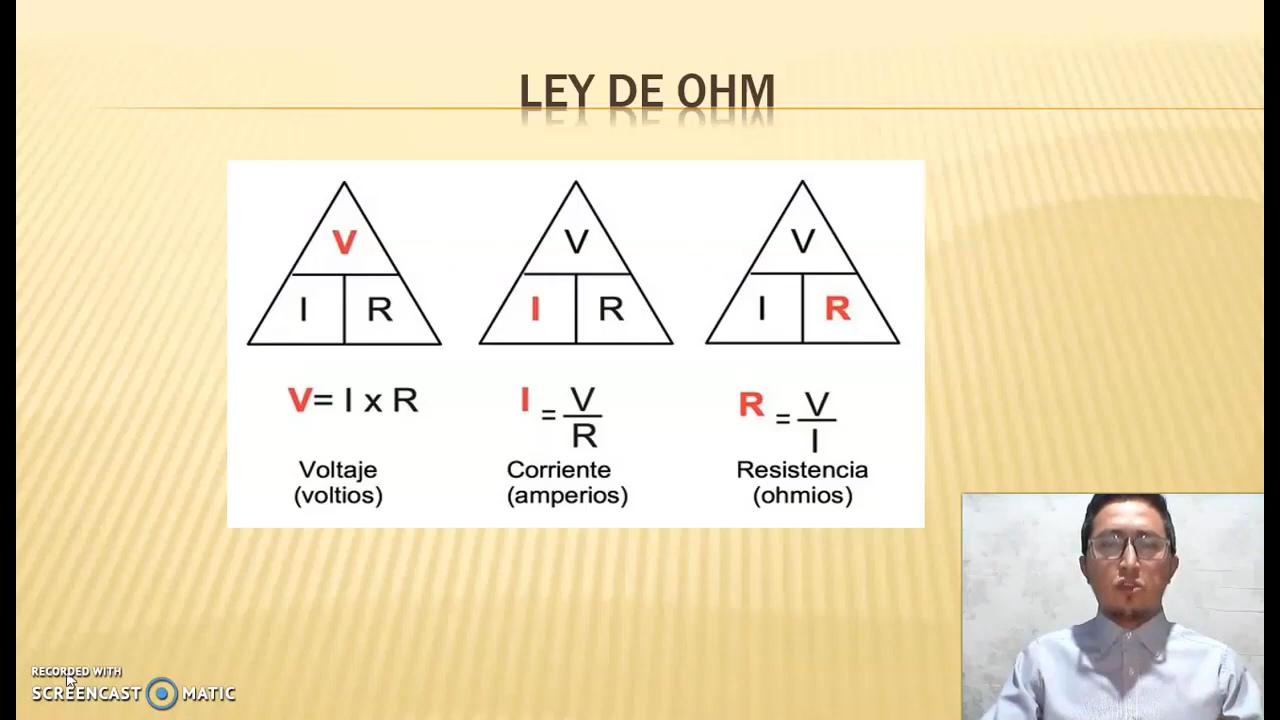 LEY DE OHM
V
I R
V
I R
V
I R
V= I x R
I = V
R
R = V
I
Voltaje
(voltios)
Corriente
(amperios)
Resistencia
(ohmios)
RECORDED WITH
SCREENCAST MATIC